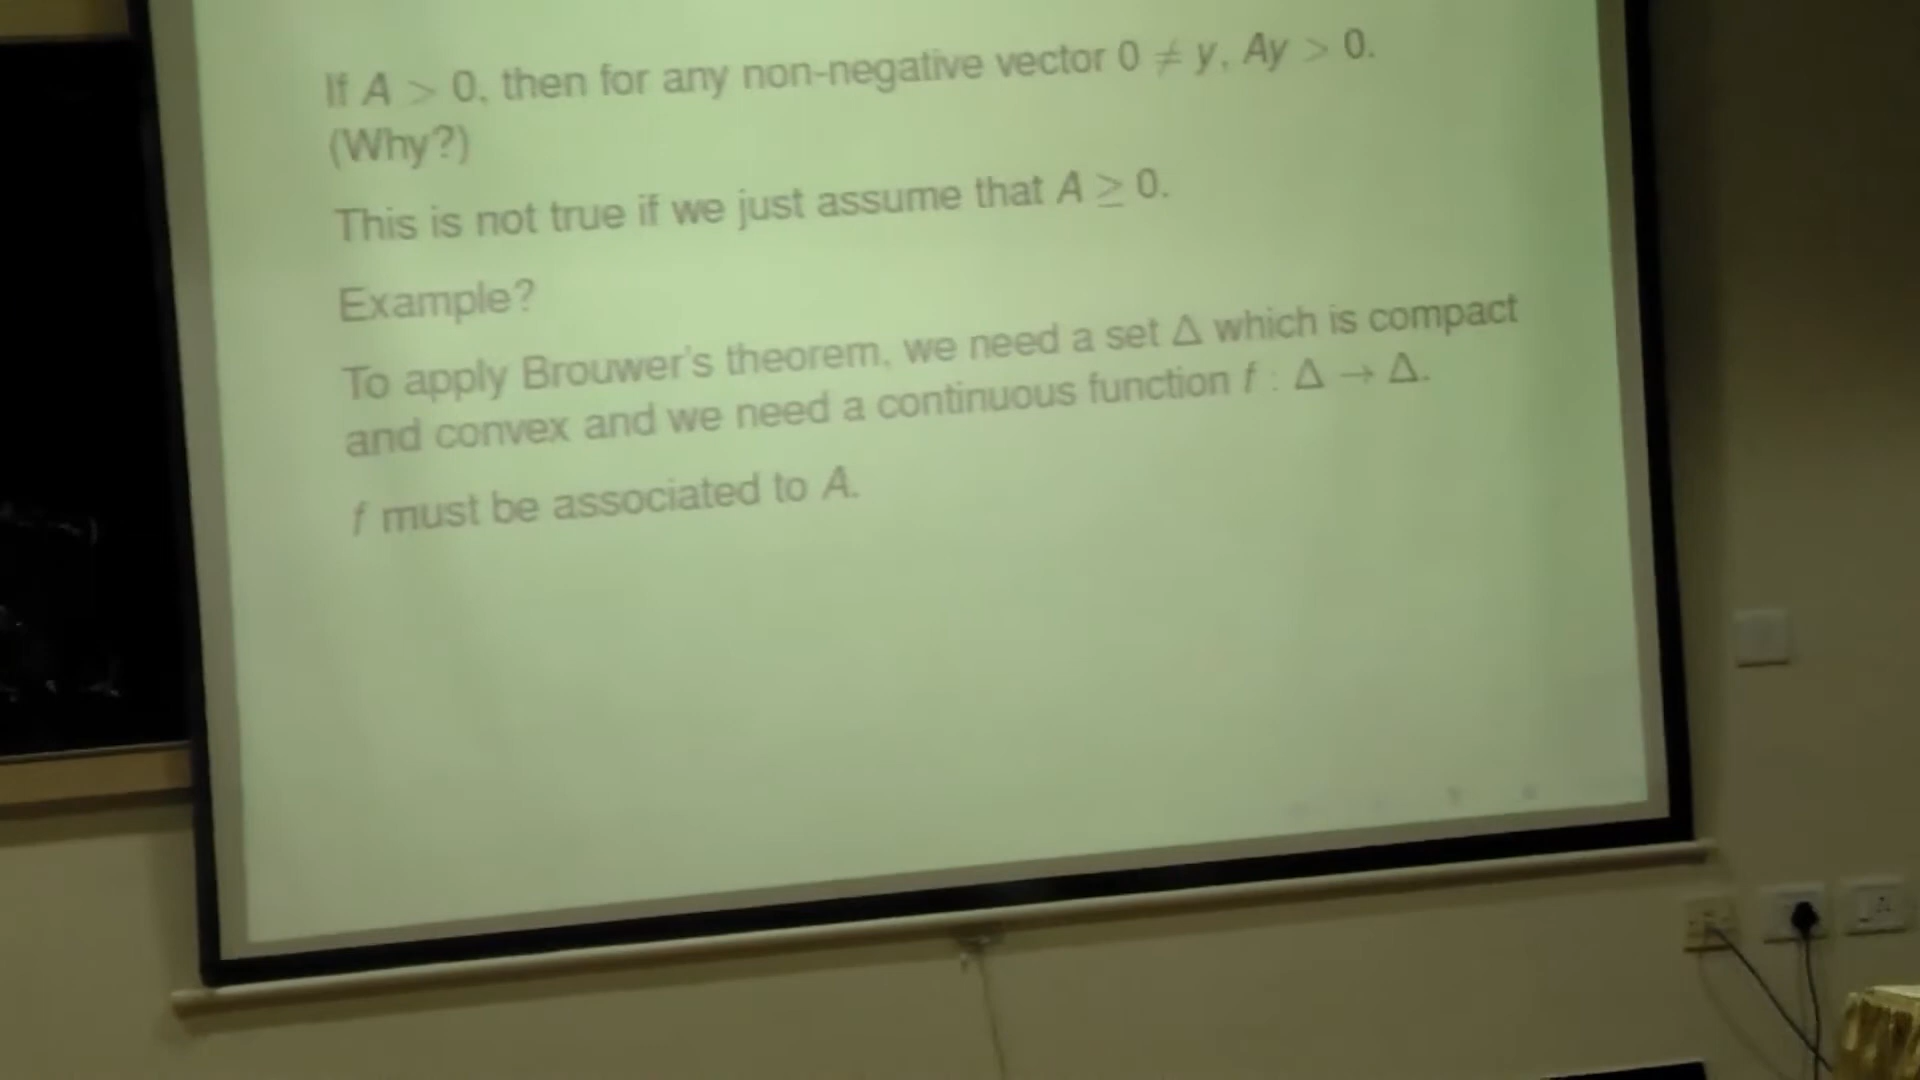 If A > 0, then for any non-negative vector 0 ≠ y, Ay > 0.
(Why?)
This is not true if we just assume that A ≥ 0.
Example?
To apply Brouwer's theorem, we need a set Δ which is compact
and convex and we need a continuous function f : Δ → Δ.
f must be associated to A.